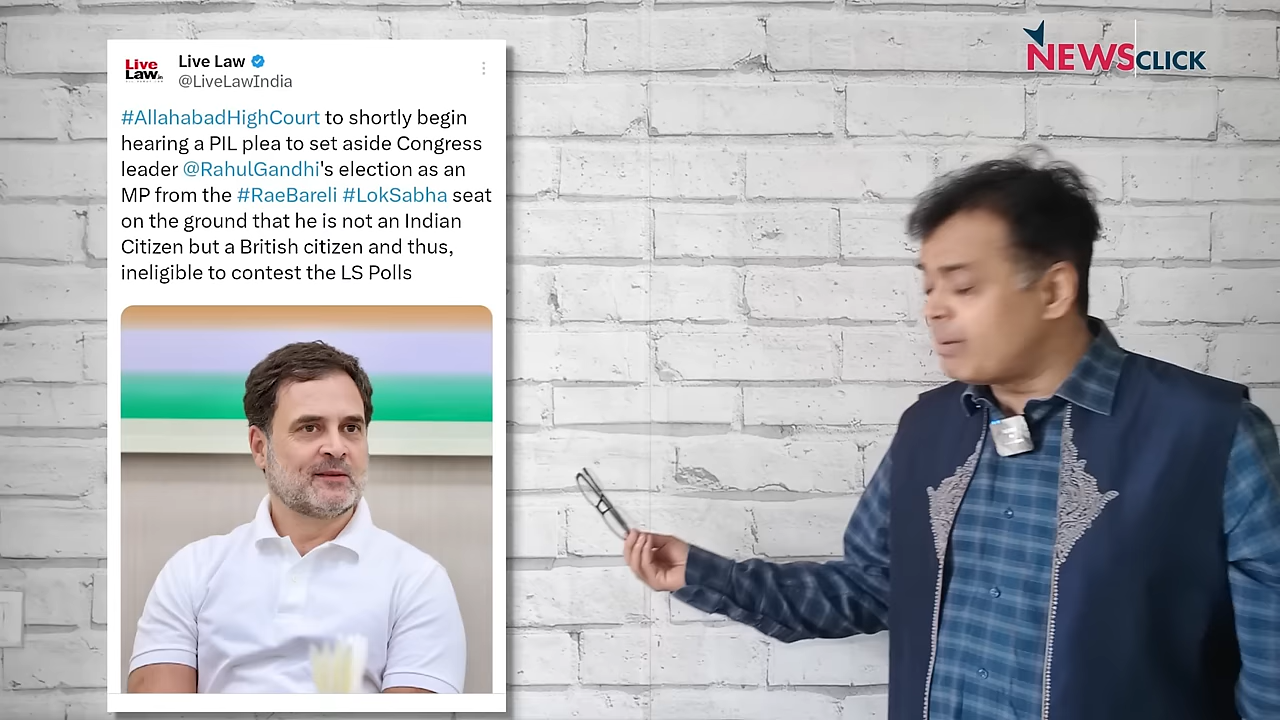 Live Law
@LiveLawIndia
Live
Law.in
#AllahabadHighCourt to shortly begin
hearing a PIL plea to set aside Congress
leader @RahulGandhi's election as an
MP from the #RaeBareli #LokSabha seat
on the ground that he is not an Indian
Citizen but a British citizen and thus,
ineligible to contest the LS Polls
NEWSCLICK